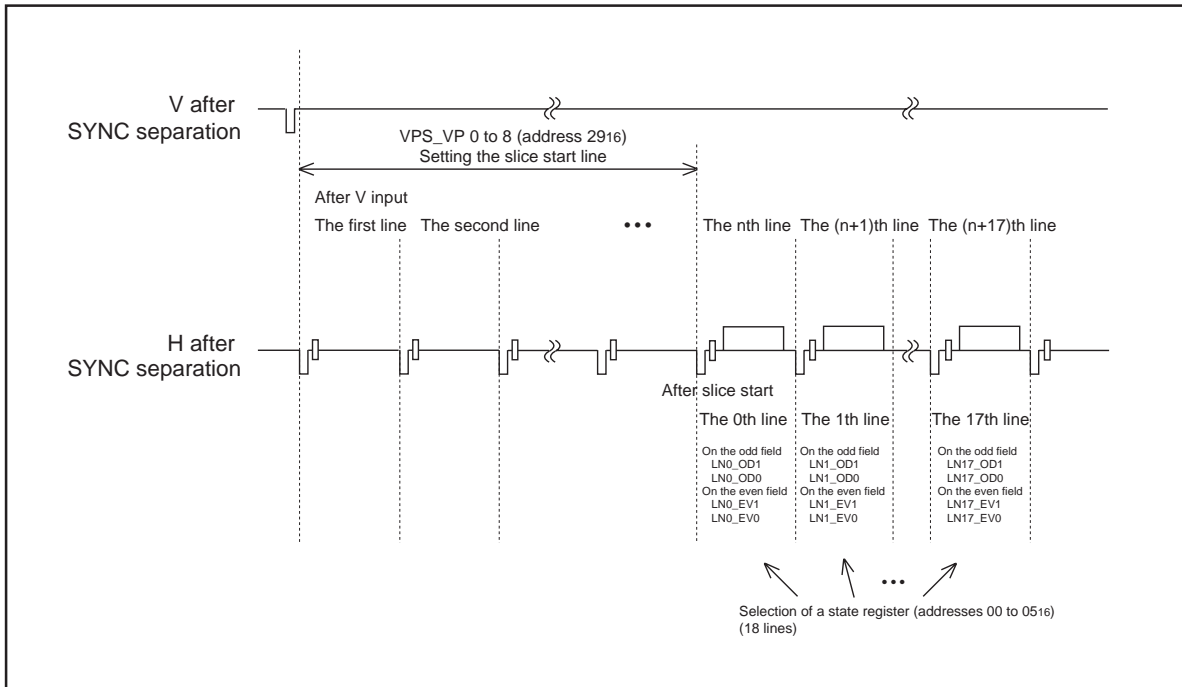 V after
SYNC separation
VPS_VP 0 to 8 (address 2916)
Setting the slice start line
After V input
The first line
The second line
•••
The nth line
The (n+1)th line
The (n+17)th line
H after
SYNC separation
After slice start
The 0th line
The 1th line
The 17th line
On the odd field
LN0_OD1
LN0_OD0
On the even field
LN0_EV1
LN0_EV0
On the odd field
LN1_OD1
LN1_OD0
On the even field
LN1_EV1
LN1_EV0
On the odd field
LN17_OD1
LN17_OD0
On the even field
LN17_EV1
LN17_EV0
•••
Selection of a state register (addresses 00 to 0516)
(18 lines)